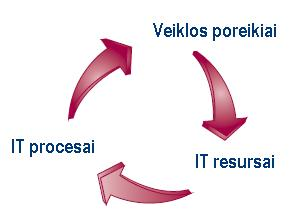 Veiklos poreikiai
IT resursai
IT procesai